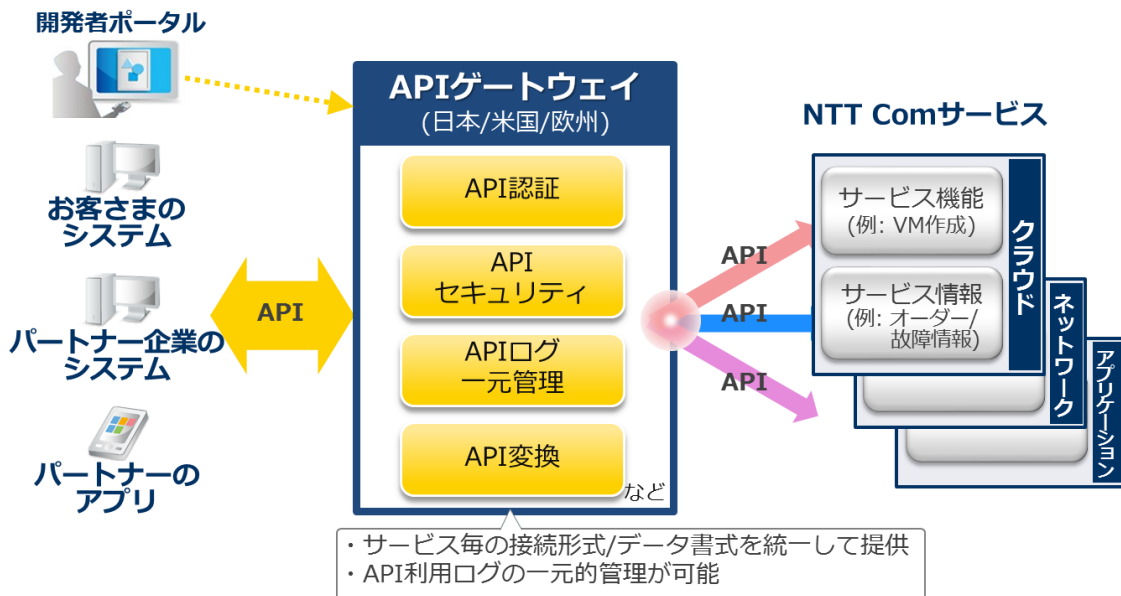 開発者ポータル
お客さまの
システム
パートナー企業の
システム
パートナーの
アプリ
API
APIゲートウェイ
(日本/米国/欧州)
API認証
API
セキュリティ
APIログ
一元管理
API変換
など
・サービス毎の接続形式/データ書式を統一して提供
・API利用ログの一元的管理が可能
API
API
API
NTT Comサービス
サービス機能
(例: VM作成)
サービス情報
(例: オーダー/
故障情報)
クラウド
ネットワーク
アプリケーション